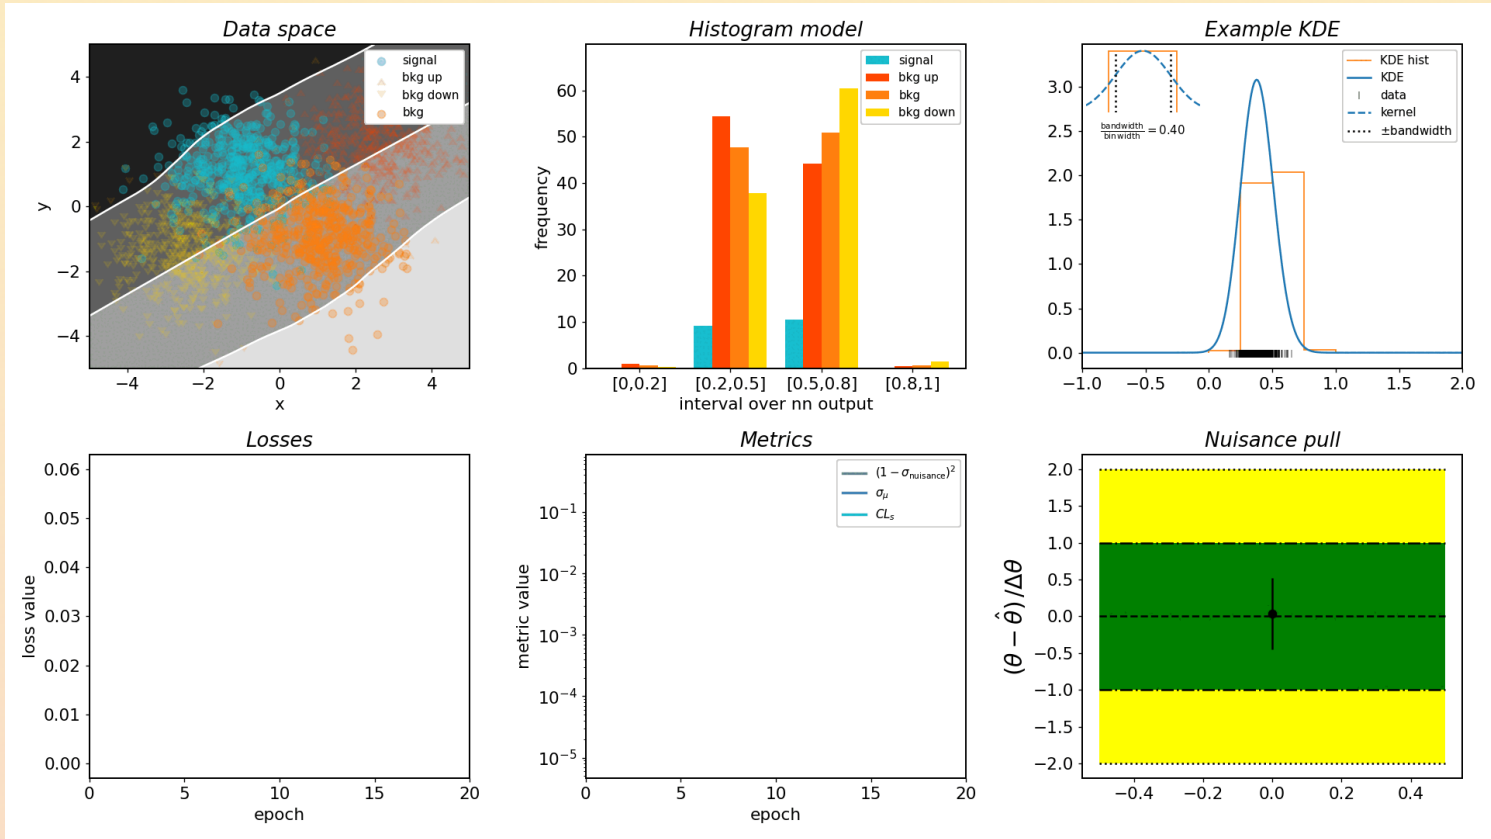 Data space
signal
bkg up
bkg down
bkg
y
4
2
0
−2
−4
−4 −2 0 2 4
x
Histogram model
signal
bkg up
bkg
bkg down
frequency
60
50
40
30
20
10
0
[0,0.2] [0.2,0.5] [0.5,0.8] [0.8,1]
interval over nn output
Example KDE
KDE hist
KDE
data
kernel
±bandwidth
bandwidth
binwidth = 0.40
3.0
2.5
2.0
1.5
1.0
0.5
0.0
−1.0 −0.5 0.0 0.5 1.0 1.5 2.0
Losses
loss value
0.06
0.05
0.04
0.03
0.02
0.01
0.00
0 5 10 15 20
epoch
Metrics
(1 − σnuisance)²
σμ
CLs
metric value
10⁻¹
10⁻²
10⁻³
10⁻⁴
10⁻⁵
0 5 10 15 20
epoch
Nuisance pull
(θ − θ̂) /Δθ
2.0
1.5
1.0
0.5
0.0
−0.5
−1.0
−1.5
−2.0
−0.4 −0.2 0.0 0.2 0.4